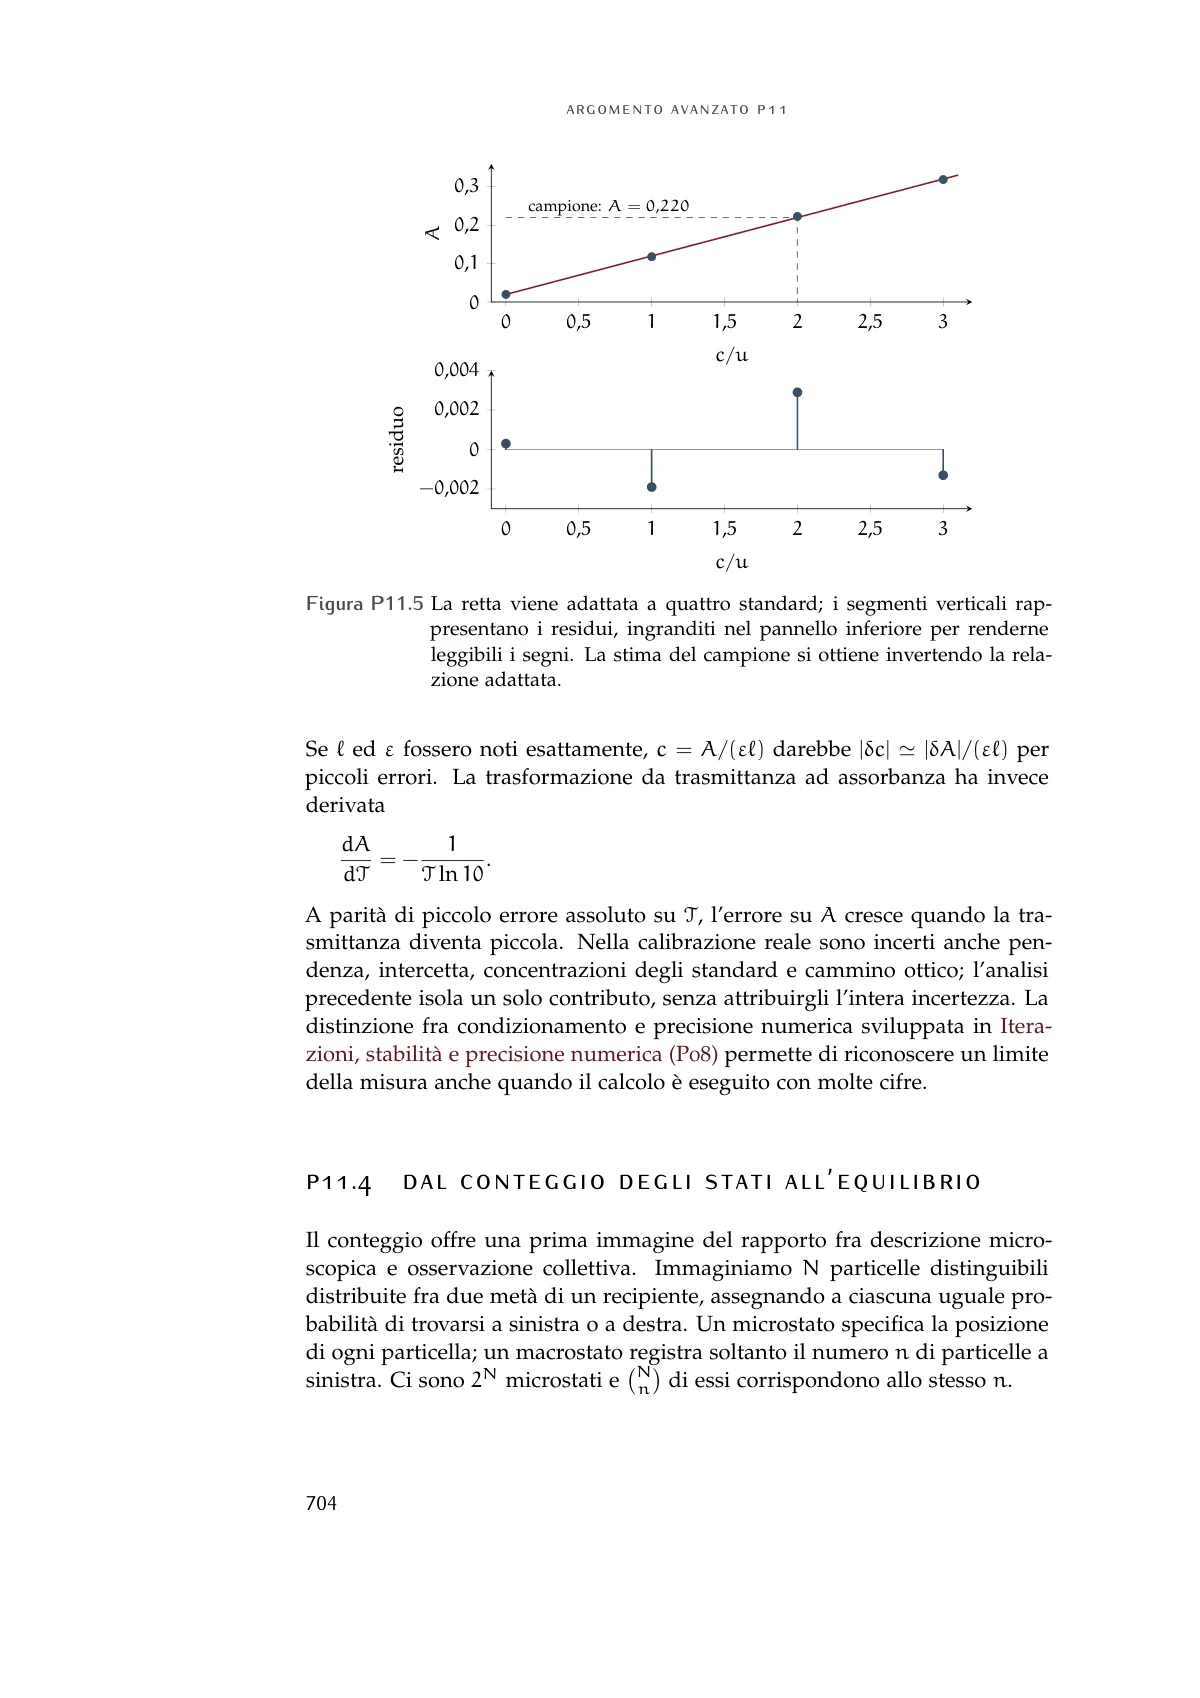 ARGOMENTO AVANZATO P11
0,3
0,2
0,1
0
A
campione: A = 0,220
0 0,5 1 1,5 2 2,5 3
c/u
0,004
0,002
0
−0,002
residuo
0 0,5 1 1,5 2 2,5 3
c/u
Figura P11.5 La retta viene adattata a quattro standard; i segmenti verticali rap-
presentano i residui, ingranditi nel pannello inferiore per renderne
leggibili i segni. La stima del campione si ottiene invertendo la rela-
zione adattata.
Se ℓ ed ε fossero noti esattamente, c = A/(εℓ) darebbe |δc| ≃ |δA|/(εℓ) per
piccoli errori. La trasformazione da trasmittanza ad assorbanza ha invece
derivata
dA/dT = −1/(T ln 10).
A parità di piccolo errore assoluto su T, l'errore su A cresce quando la tra-
smittanza diventa piccola. Nella calibrazione reale sono incerti anche pen-
denza, intercetta, concentrazioni degli standard e cammino ottico; l'analisi
precedente isola un solo contributo, senza attribuirgli l'intera incertezza. La
distinzione fra condizionamento e precisione numerica sviluppata in Itera-
zioni, stabilità e precisione numerica (P08) permette di riconoscere un limite
della misura anche quando il calcolo è eseguito con molte cifre.
P11.4 DAL CONTEGGIO DEGLI STATI ALL'EQUILIBRIO
Il conteggio offre una prima immagine del rapporto fra descrizione micro-
scopica e osservazione collettiva. Immaginiamo N particelle distinguibili
distribuite fra due metà di un recipiente, assegnando a ciascuna uguale pro-
babilità di trovarsi a sinistra o a destra. Un microstato specifica la posizione
di ogni particella; un macrostato registra soltanto il numero n di particelle a
sinistra. Ci sono 2^N microstati e (N n) di essi corrispondono allo stesso n.
704